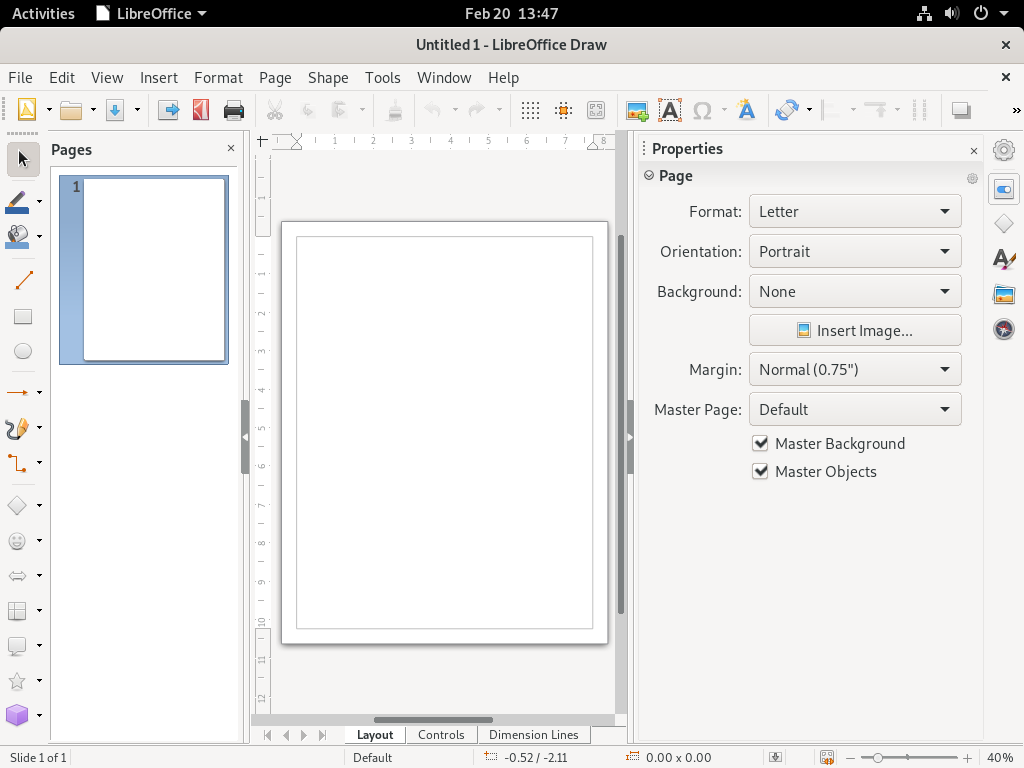 Activities LibreOffice Feb 20 13:47
Untitled 1 - LibreOffice Draw
File Edit View Insert Format Page Shape Tools Window Help
Pages
1
Properties
Page
Format: Letter
Orientation: Portrait
Background: None
Insert Image...
Margin: Normal (0.75")
Master Page: Default
Master Background
Master Objects
1 1 2 3 4 5 6 7 8
1 1 2 3 4 5 6 7 8 9 10 11 12
Layout Controls Dimension Lines
Slide 1 of 1 Default -0.52 / -2.11 0.00 x 0.00 40%